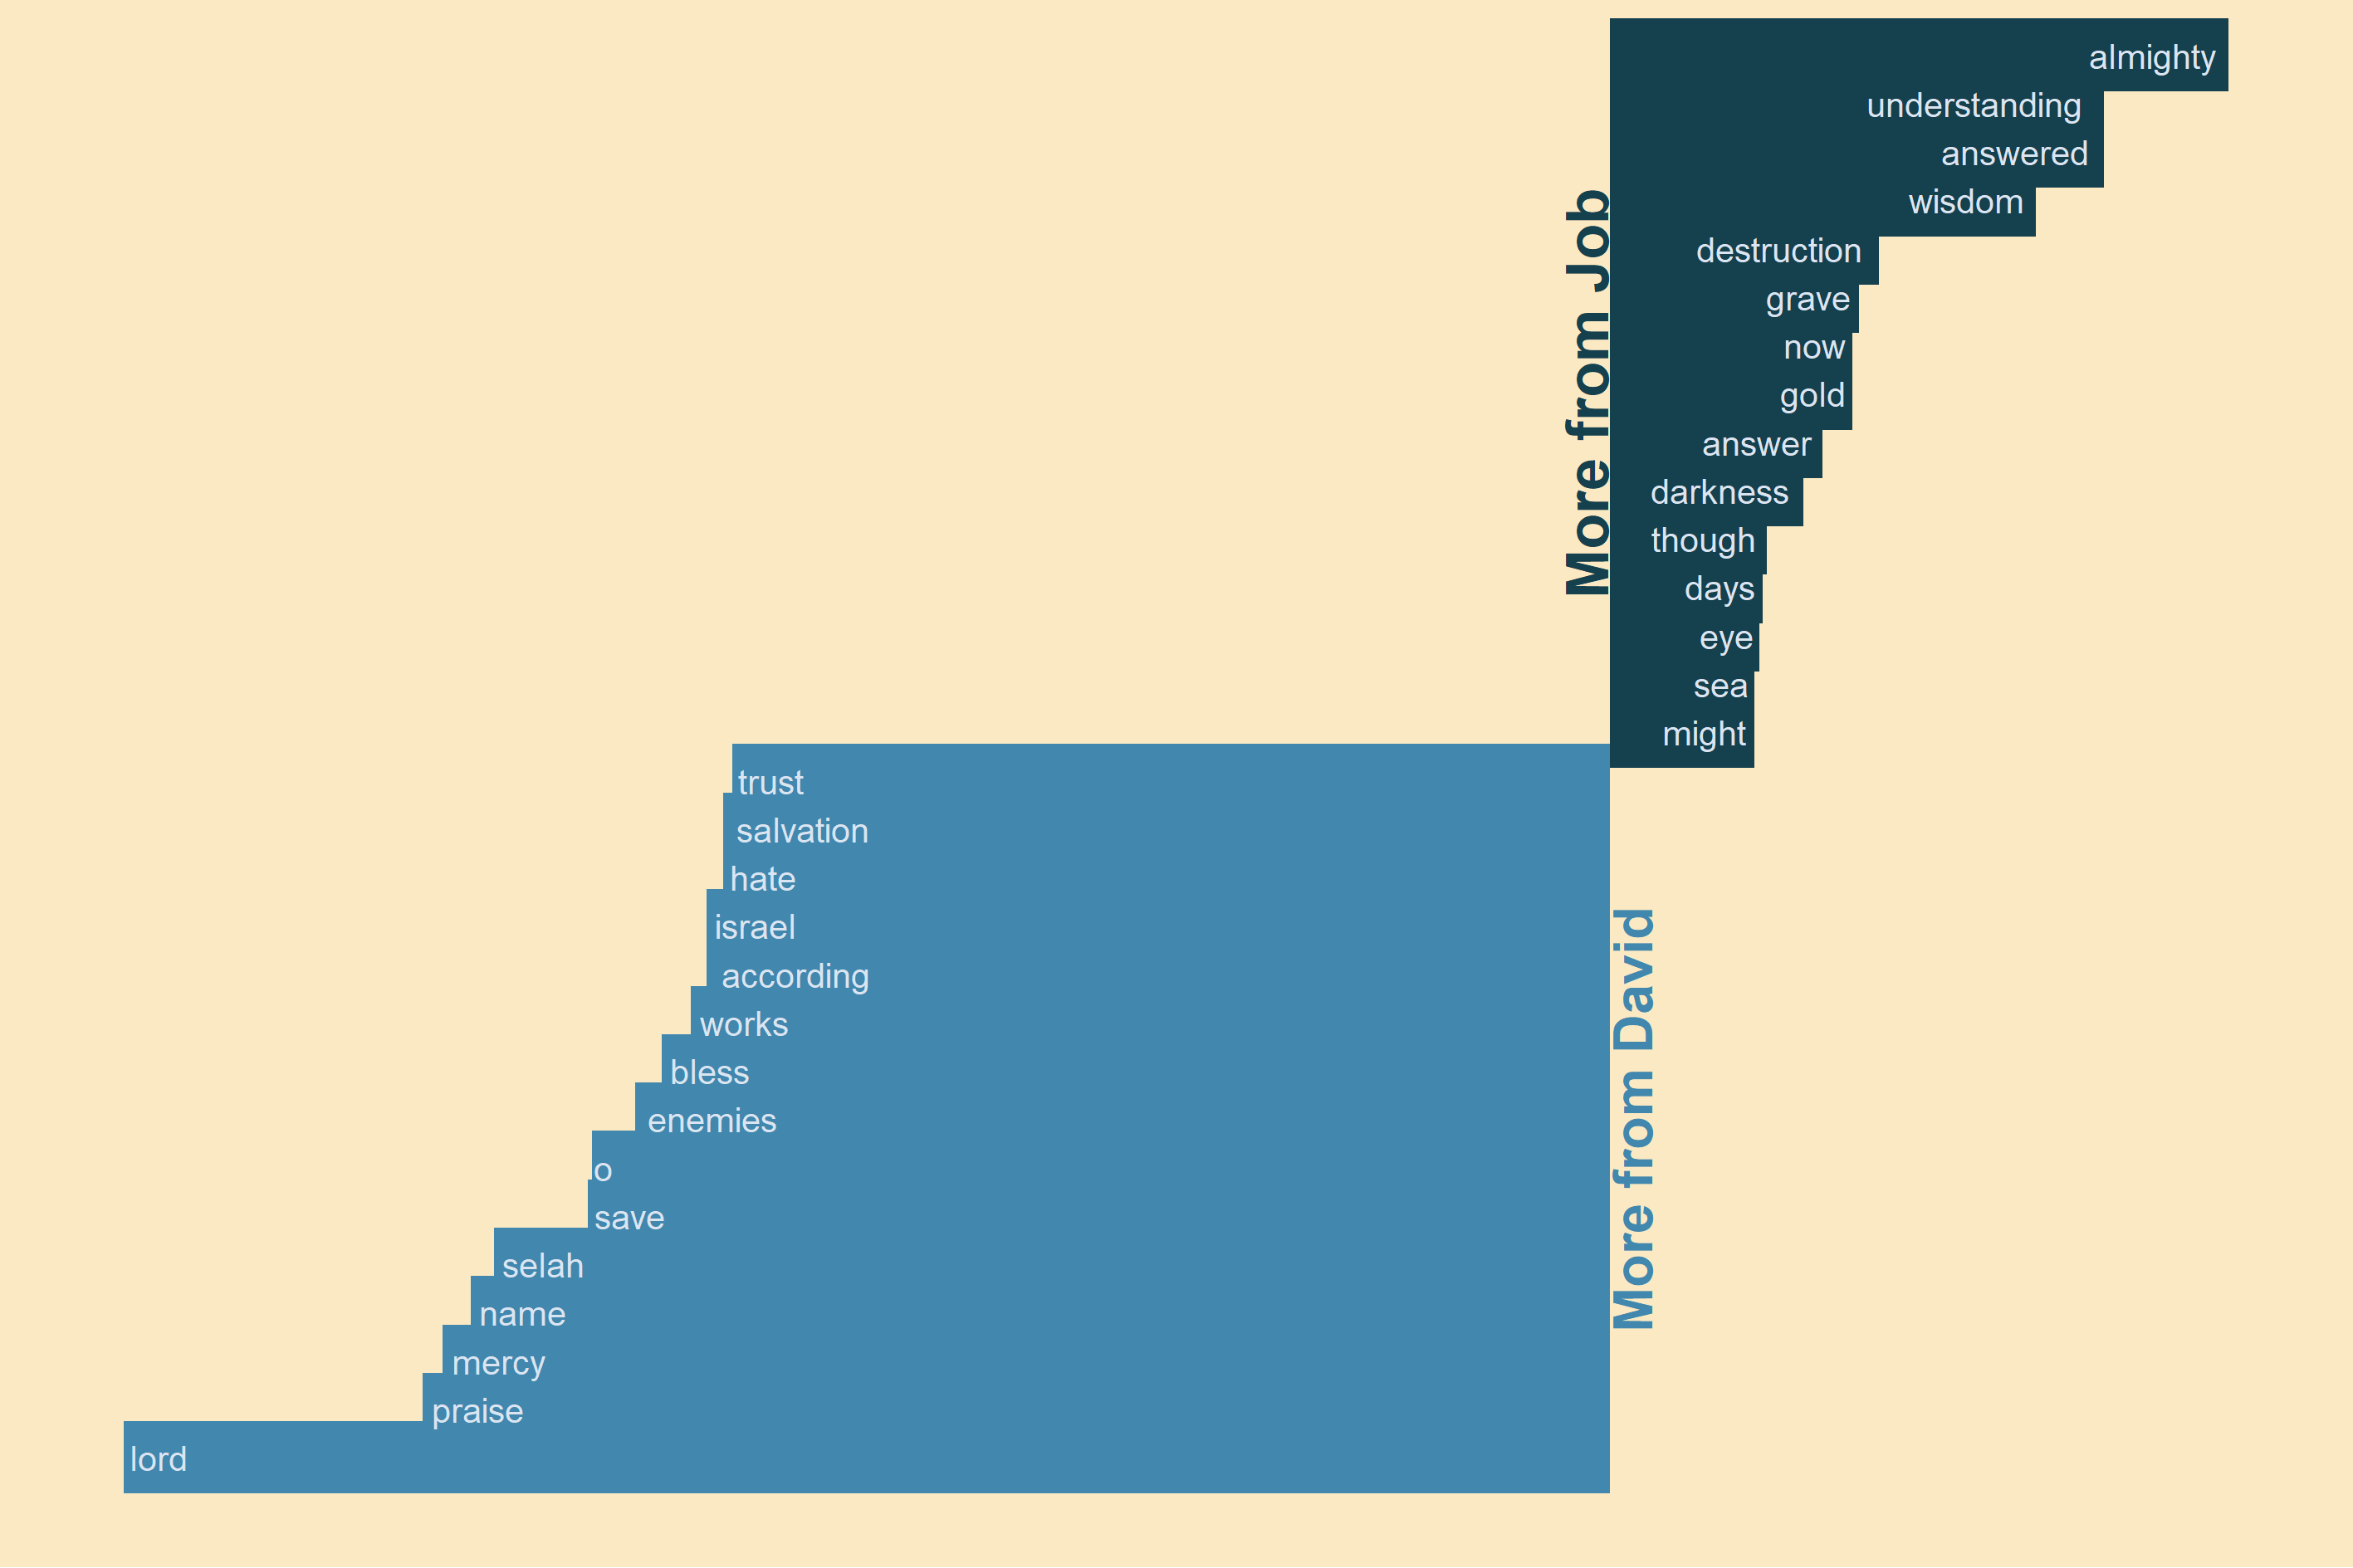 almighty
understanding
answered
wisdom
destruction
grave
now
gold
answer
darkness
though
days
eye
sea
might
More from Job
trust
salvation
hate
israel
according
works
bless
enemies
o
save
selah
name
mercy
praise
lord
More from David